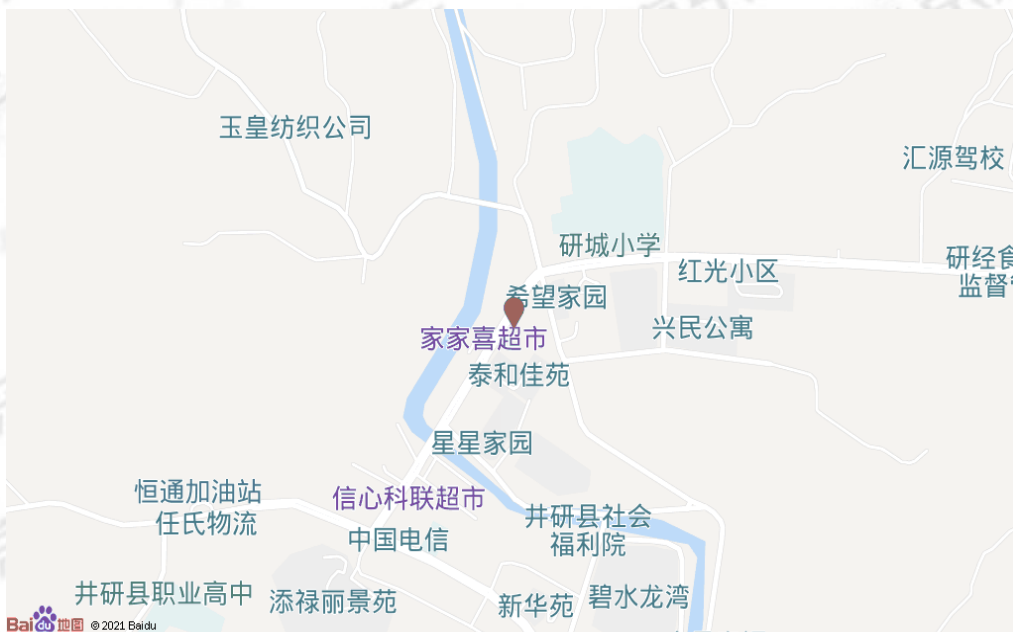 玉皇纺织公司
汇源驾校
研城小学
研经食
监督
红光小区
希望家园
兴民公寓
家家喜超市
泰和佳苑
星星家园
恒通加油站
任氏物流
信心科联超市
中国电信
井研县社会
福利院
井研县职业高中
添禄丽景苑
新华苑
碧水龙湾
Baidu地图 © 2021 Baidu